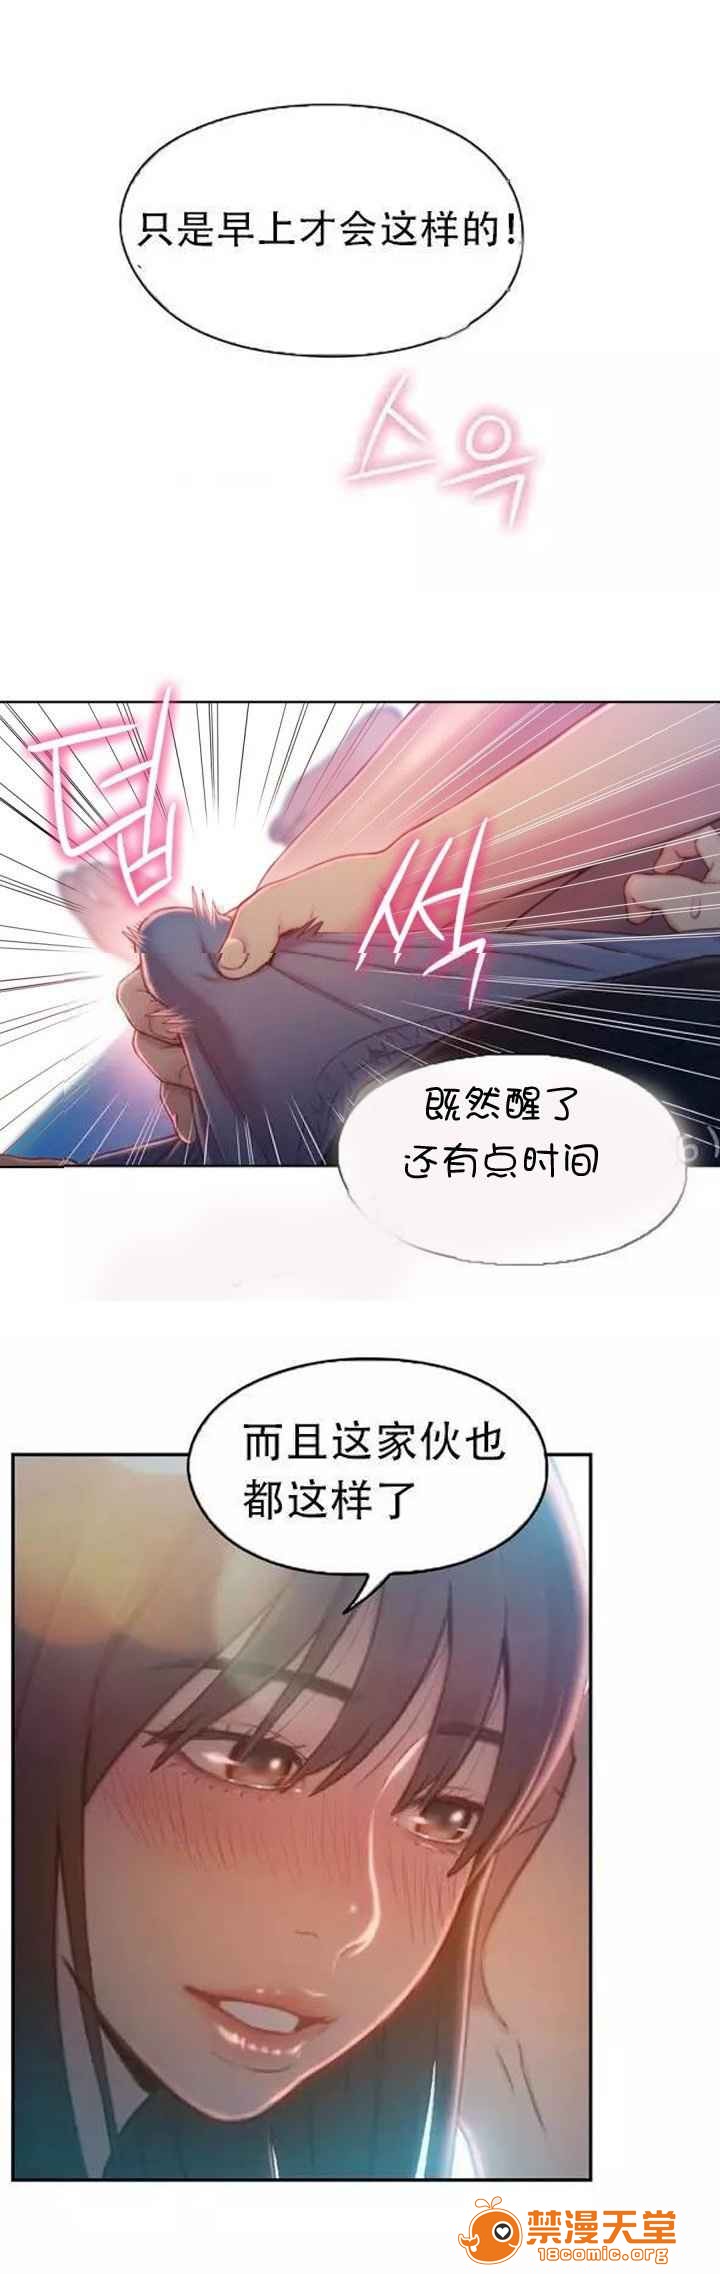 只是早上才会这样的!
스윽
덥
썩
既然醒了
还有点时间
而且这家伙也
都这样了
禁漫天堂
18comic.org